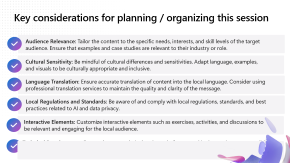 Key considerations for planning / organizing this session
Audience Relevance: Tailor the content to the specific needs, interests, and skill levels of the target
audience. Ensure that examples and case studies are relevant to their industry or role.
Cultural Sensitivity: Be mindful of cultural differences and sensitivities. Adapt language, examples,
and visuals to be culturally appropriate and inclusive.
Language Translation: Ensure accurate translation of content into the local language. Consider using
professional translation services to maintain the quality and clarity of the message.
Local Regulations and Standards: Be aware of and comply with local regulations, standards, and best
practices related to AI and data privacy.
Interactive Elements: Customize interactive elements such as exercises, activities, and discussions to
be relevant and engaging for the local audience.